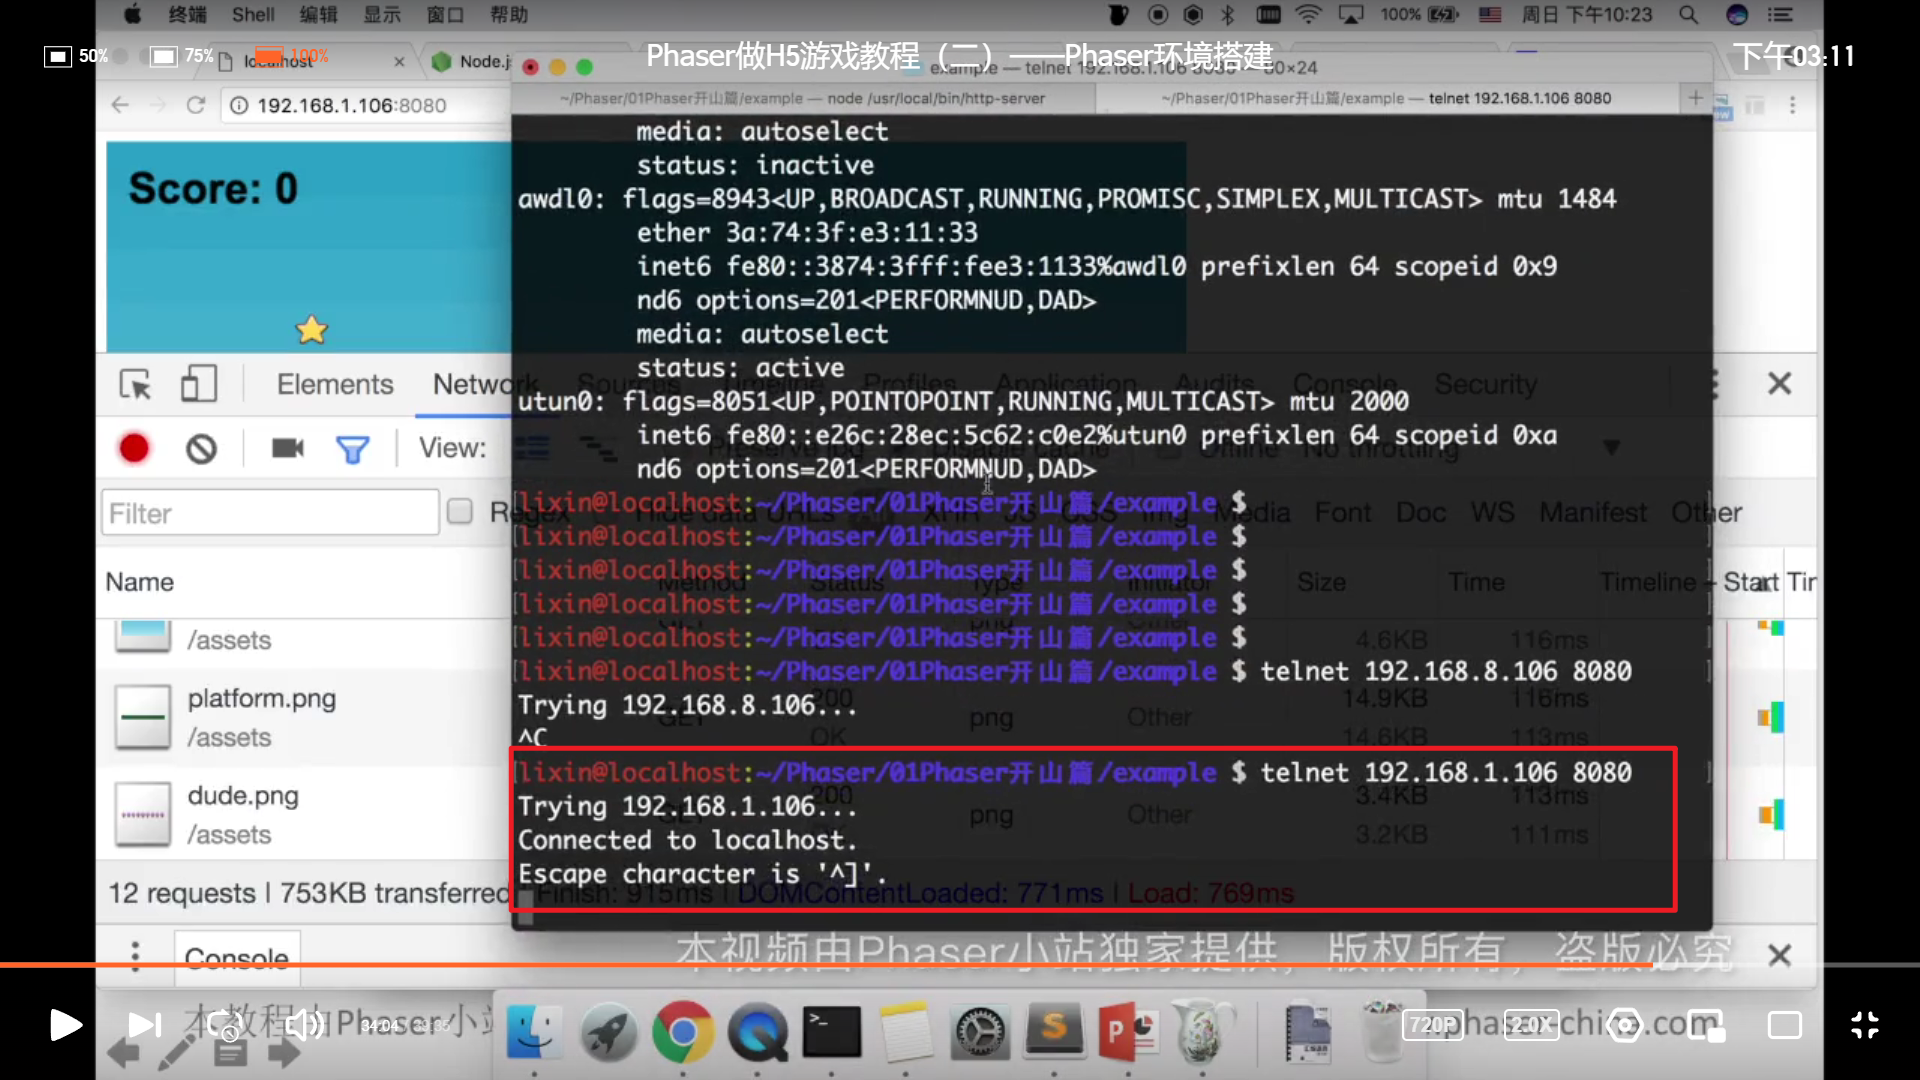 终端 Shell 编辑 显示 窗口 帮助 100% 周日 下午10:23
50% 75% 100%
Phaser做H5游戏教程（二）——Phaser环境搭建
下午03:11
localhost × Node.j
example — telnet 192.168.1.106 8080 — 80×24
192.168.1.106:8080
~/Phaser/01Phaser开山篇/example — node /usr/local/bin/http-server
~/Phaser/01Phaser开山篇/example — telnet 192.168.1.106 8080
Score: 0
media: autoselect
status: inactive
awdl0: flags=8943<UP,BROADCAST,RUNNING,PROMISC,SIMPLEX,MULTICAST> mtu 1484
ether 3a:74:3f:e3:11:33
inet6 fe80::3874:3fff:fee3:1133%awdl0 prefixlen 64 scopeid 0x9
nd6 options=201<PERFORMNUD,DAD>
media: autoselect
status: active
utun0: flags=8051<UP,POINTOPOINT,RUNNING,MULTICAST> mtu 2000
inet6 fe80::e26c:28ec:5c62:c0e2%utun0 prefixlen 64 scopeid 0xa
nd6 options=201<PERFORMNUD,DAD>
[lixin@localhost:~/Phaser/01Phaser开山篇/example $
[lixin@localhost:~/Phaser/01Phaser开山篇/example $
[lixin@localhost:~/Phaser/01Phaser开山篇/example $
[lixin@localhost:~/Phaser/01Phaser开山篇/example $
[lixin@localhost:~/Phaser/01Phaser开山篇/example $
[lixin@localhost:~/Phaser/01Phaser开山篇/example $ telnet 192.168.8.106 8080
Trying 192.168.8.106...
^C
[lixin@localhost:~/Phaser/01Phaser开山篇/example $ telnet 192.168.1.106 8080
Trying 192.168.1.106...
Connected to localhost.
Escape character is '^]'.
Elements Network Sources Timeline Profiles Application Audits Console Security
View: Preserve log Disable cache Offline No throttling
Filter Regex Hide data URLs All XHR JS CSS Img Media Font Doc WS Manifest Other
Name Method Status Type Initiator Size Time Timeline – Start Tir
/assets GET png Other 4.6KB 116ms
platform.png 200 14.9KB 116ms
/assets GET OK png Other 14.6KB 113ms
dude.png 200 3.4KB 113ms
/assets GET png Other 3.2KB 111ms
12 requests | 753KB transferred Finish: 915ms | DOMContentLoaded: 771ms | Load: 769ms
Console
本视频由Phaser小站独家提供，版权所有，盗版必究
本教程由Phaser小站
34:04
720P 2.0X
phaser-china.com